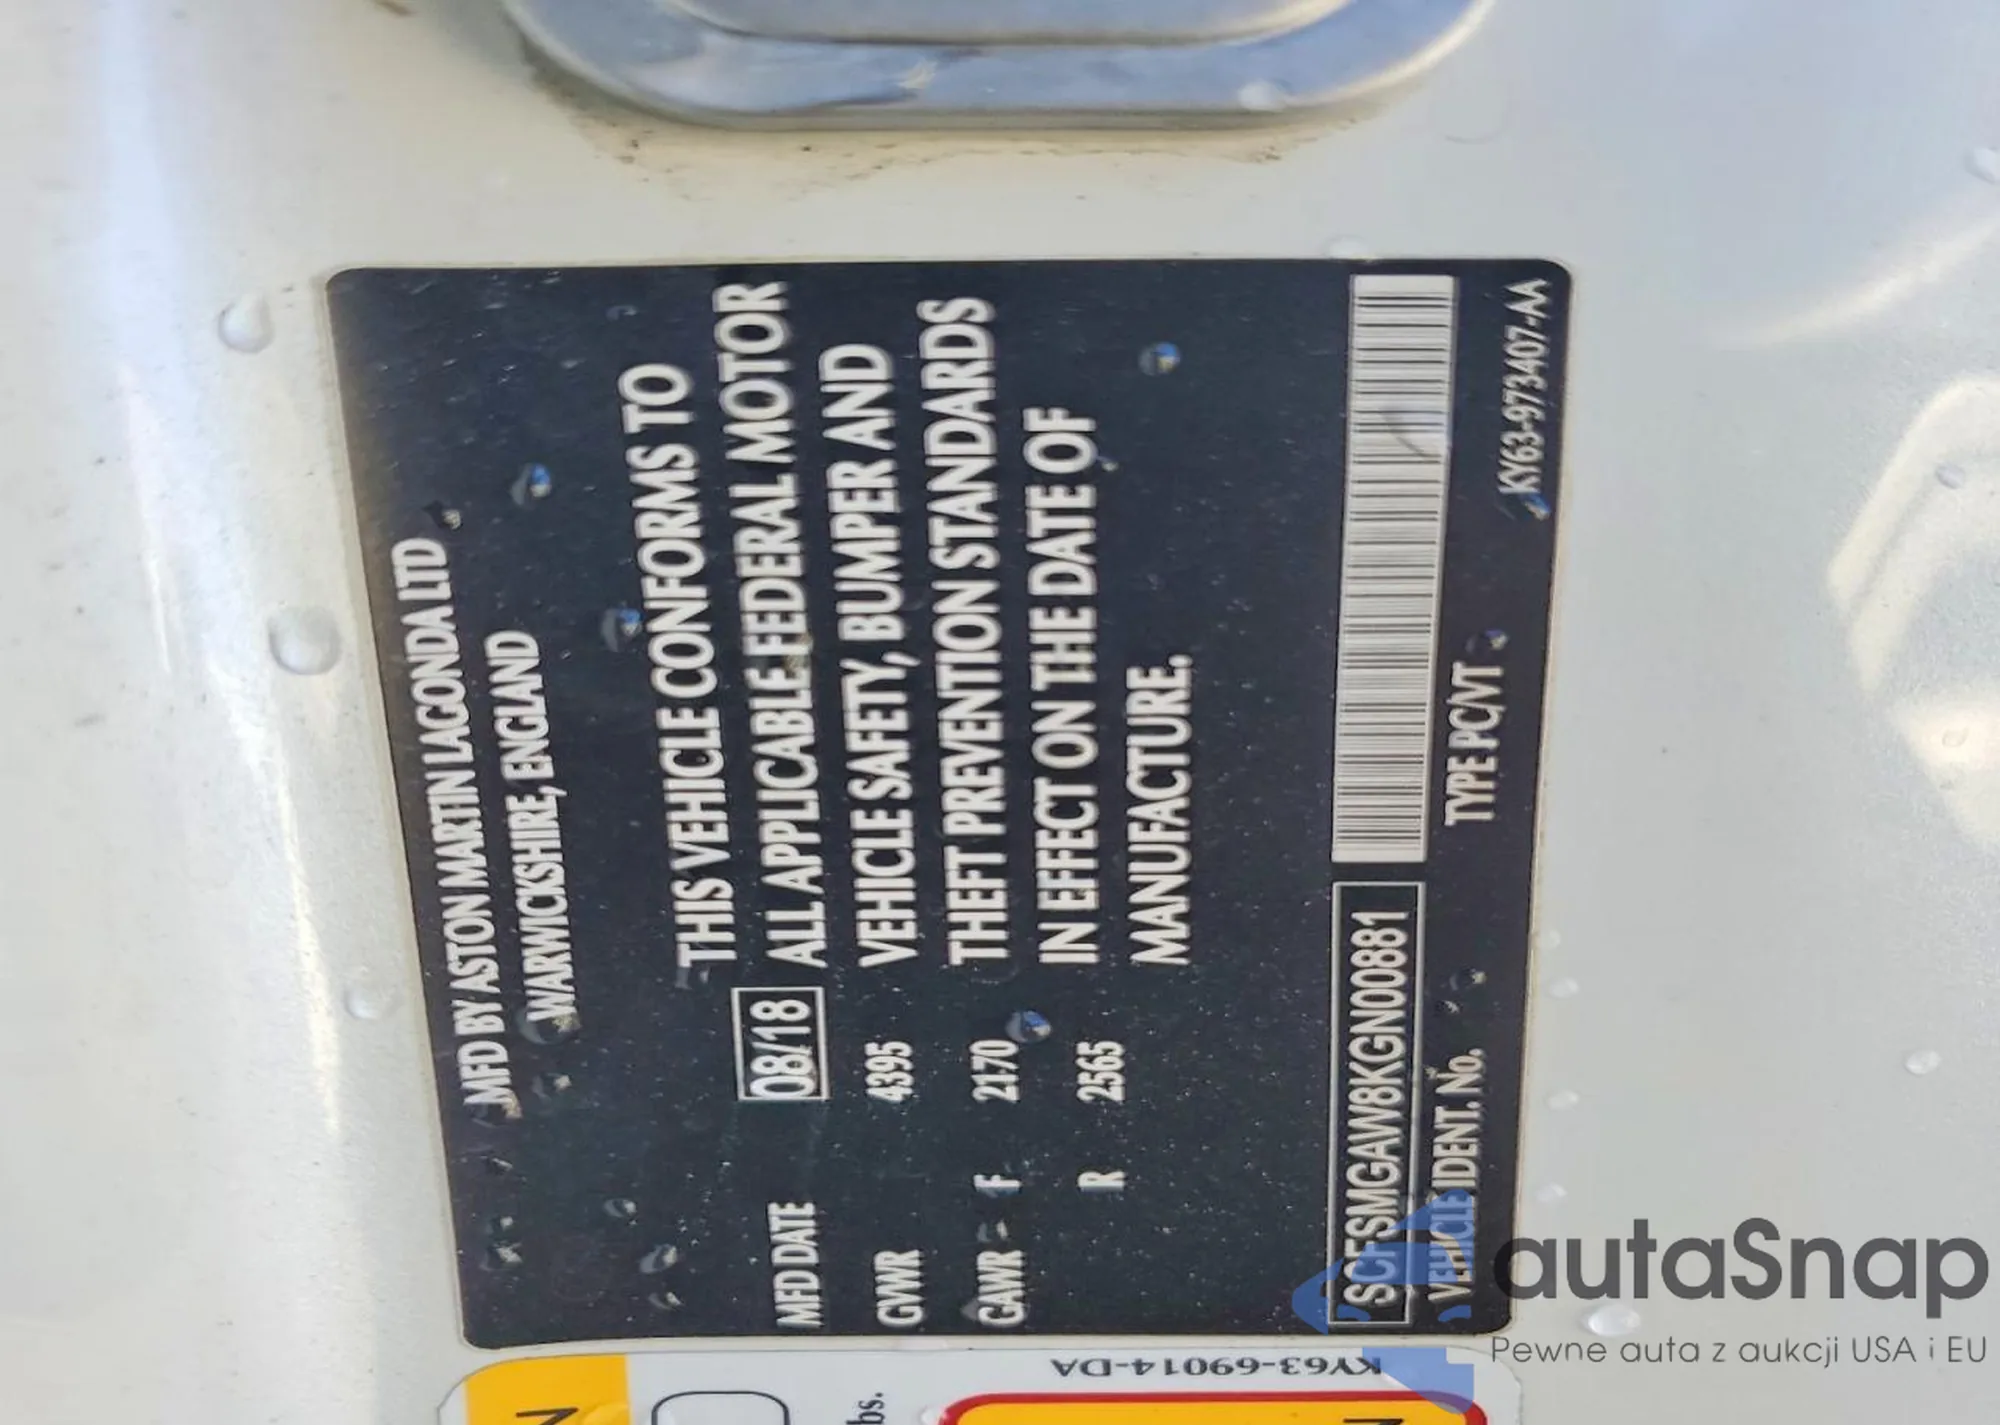 MFD BY ASTON MARTIN LAGONDA LTD
WARWICKSHIRE, ENGLAND
THIS VEHICLE CONFORMS TO
MFD DATE 08/18 ALL APPLICABLE FEDERAL MOTOR
GVWR 4395 VEHICLE SAFETY, BUMPER AND
GAWR - F 2170 THEFT PREVENTION STANDARDS
R 2565 IN EFFECT ON THE DATE OF
MANUFACTURE.
SCFSMGAW8KGN00881
VEHICLE IDENT. No. TYPE PC/VT KY63-973407-AA
KY63-69014-DA
bs.
autaSnap
Pewne auta z aukcji USA i EU